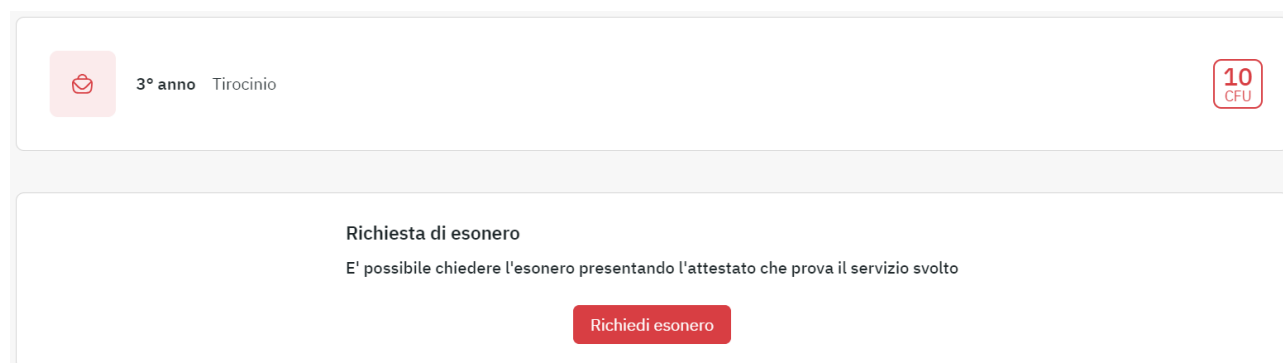 3° anno Tirocinio
10
CFU
Richiesta di esonero
E' possibile chiedere l'esonero presentando l'attestato che prova il servizio svolto
Richiedi esonero